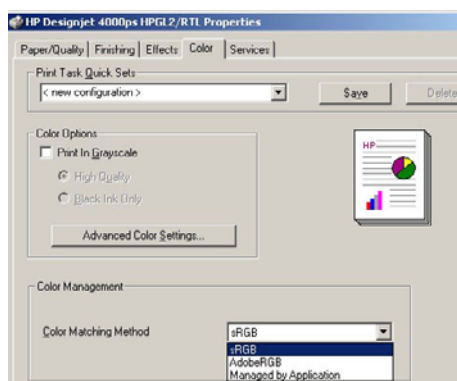 HP Designjet 4000ps HPGL2/RTL Properties
Paper/Quality Finishing Effects Color Services
Print Task Quick Sets
< new configuration > Save Delete
Color Options
Print In Grayscale
High Quality
Black Ink Only
HP
Advanced Color Settings...
Color Management
Color Matching Method sRGB
sRGB
AdobeRGB
Managed by Application